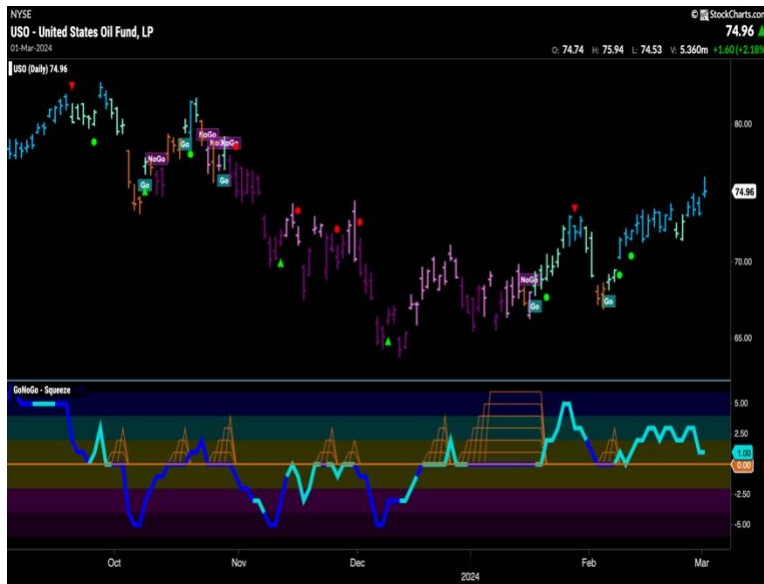 NYSE
© StockCharts.com
USO - United States Oil Fund, LP
74.96
01-Mar-2024
O: 74.74 H: 75.94 L: 74.53 V: 5.360m +1.60 (+2.18%)
USO (Daily) 74.96
80.00
NoGo
NoGo
NoGo
Go
Go
Go
74.96
70.00
NoGo
Go
Go
65.00
GoNoGo - Squeeze
5.00
2.50
1.00
0.00
-2.50
-5.00
Oct
Nov
Dec
2024
Feb
Mar